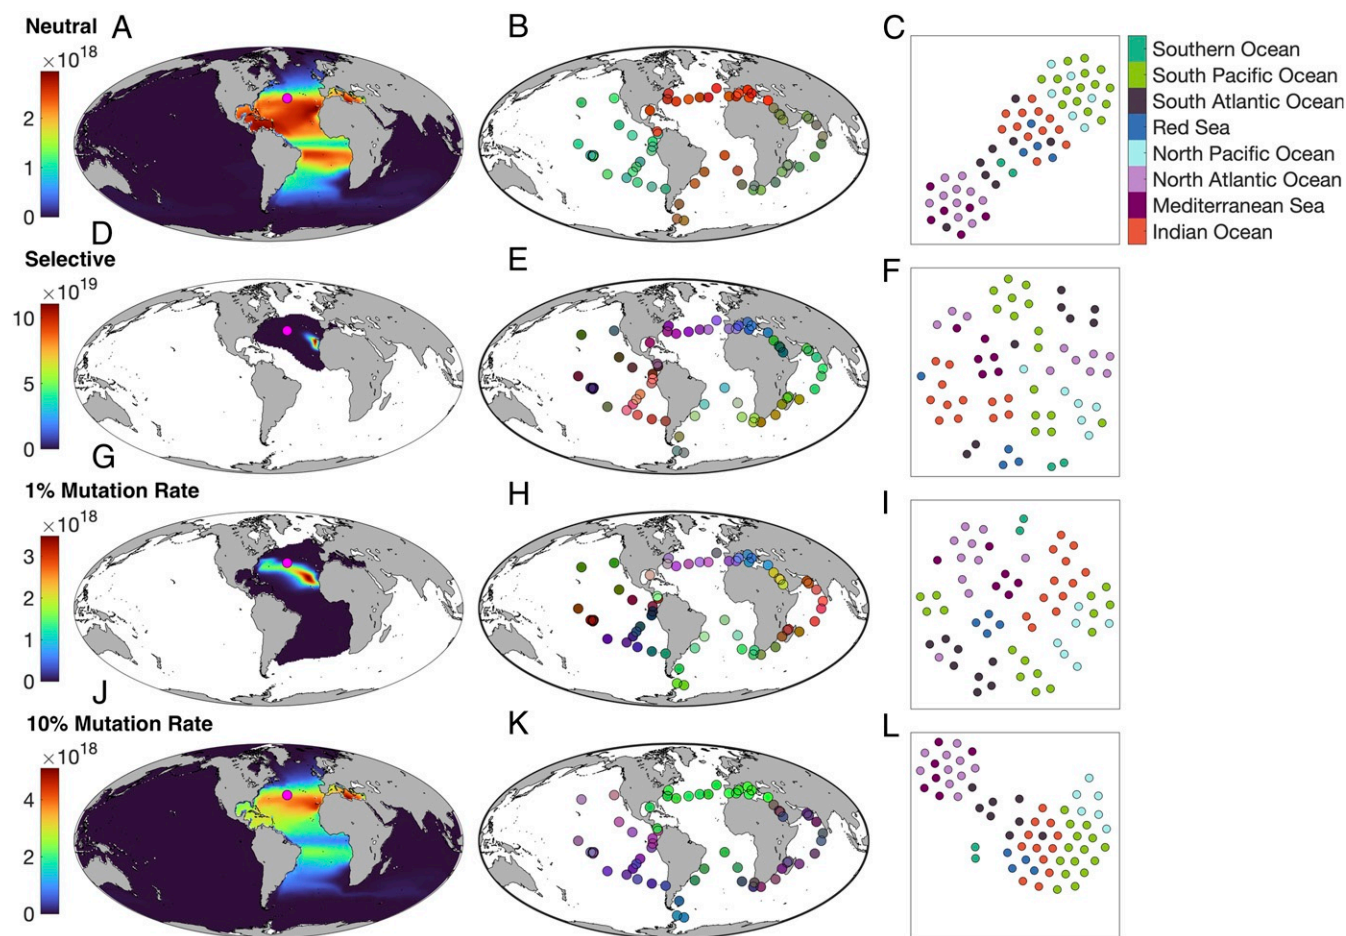 Neutral
A
B
C
×10^18
2
1
0
Southern Ocean
South Pacific Ocean
South Atlantic Ocean
Red Sea
North Pacific Ocean
North Atlantic Ocean
Mediterranean Sea
Indian Ocean
D
Selective
E
F
×10^19
10
5
0
G
1% Mutation Rate
H
I
×10^18
3
2
1
0
J
10% Mutation Rate
K
L
×10^18
4
2
0